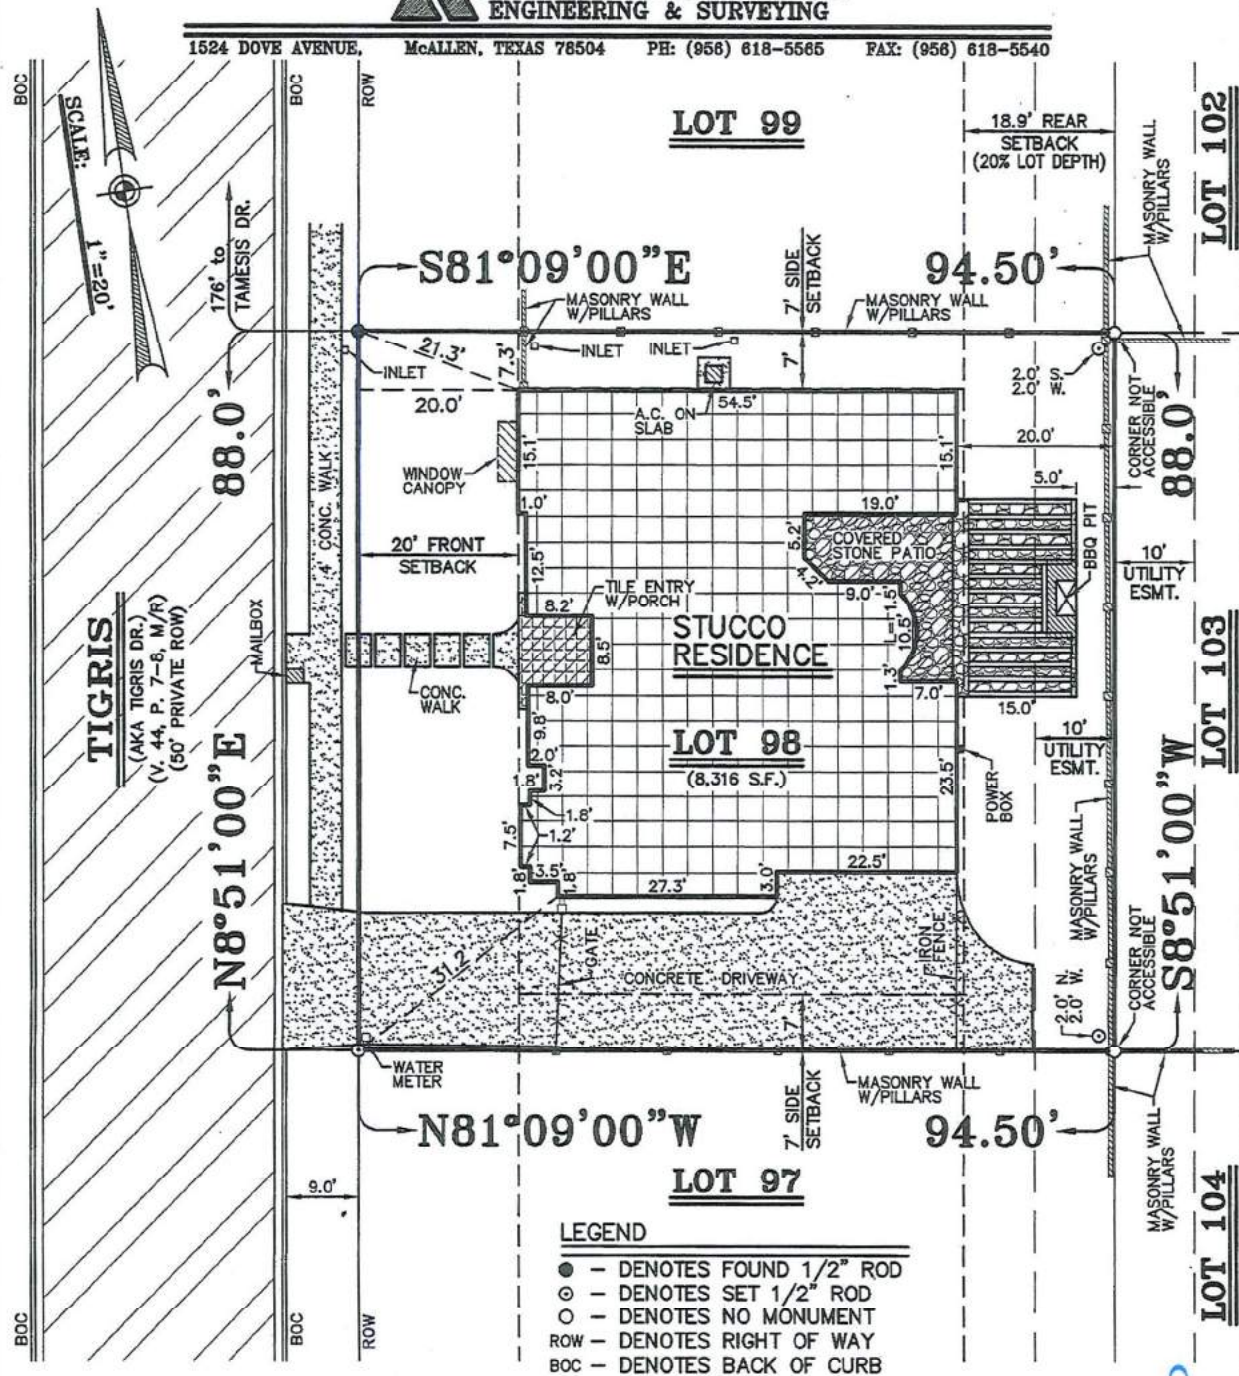 ENGINEERING & SURVEYING
1524 DOVE AVENUE, McALLEN, TEXAS 78504 PH: (956) 618-5565 FAX: (956) 618-5540
BOC
BOC
ROW
SCALE:
1"=20'
176' to
TAMESIS DR.
LOT 99
18.9' REAR
SETBACK
(20% LOT DEPTH)
MASONRY WALL
W/PILLARS
LOT 102
S81°09'00"E
94.50'
7' SIDE
SETBACK
MASONRY WALL
W/PILLARS
MASONRY WALL
W/PILLARS
INLET
INLET
INLET
21.3'
7.3'
7'
20.0'
54.5'
A.C. ON
SLAB
2.0' S.
2.0' W.
CORNER NOT
ACCESSIBLE
88.0'
88.0'
4' CONC. WALK
WINDOW
CANOPY
15.1'
15.1'
20.0'
5.0'
1.0'
19.0'
20' FRONT
SETBACK
12.5'
5.2'
COVERED
STONE PATIO
4.2'
9.0'
1.5'
BBQ PIT
10'
UTILITY
ESMT.
TILE ENTRY
W/PORCH
8.2'
8.5'
8.0'
STUCCO
RESIDENCE
L=11
10.5'
1.3'
7.0'
15.0'
TIGRIS
(AKA TIGRIS DR.)
(V. 44, P. 7-8, M/R)
(50' PRIVATE ROW)
MAILBOX
CONC.
WALK
LOT 103
9.8'
2.0'
1.8'
3.2'
1.8'
1.2'
7.5'
LOT 98
(8,316 S.F.)
23.5'
POWER
BOX
10'
UTILITY
ESMT.
1.8'
3.5'
1.8'
27.3'
3.0'
22.5'
N8°51'00"E
S8°51'00"W
MASONRY WALL
W/PILLARS
31.2
GATE
CONCRETE DRIVEWAY
IRON
FENCE
7'
2.0' N.
2.0' W.
CORNER NOT
ACCESSIBLE
WATER
METER
7' SIDE
SETBACK
MASONRY WALL
W/PILLARS
N81°09'00"W
94.50'
MASONRY WALL
W/PILLARS
9.0'
LOT 97
LOT 104
LEGEND
● – DENOTES FOUND 1/2" ROD
⊙ – DENOTES SET 1/2" ROD
○ – DENOTES NO MONUMENT
ROW – DENOTES RIGHT OF WAY
BOC – DENOTES BACK OF CURB
BOC
BOC
ROW